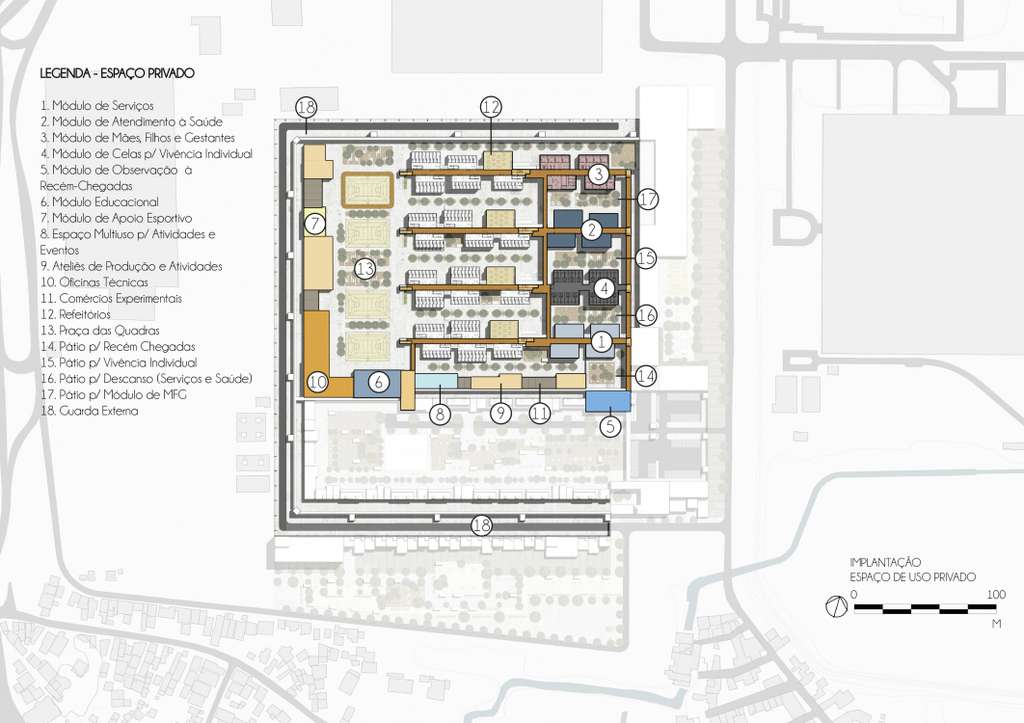 LEGENDA - ESPAÇO PRIVADO
1. Módulo de Serviços
2. Módulo de Atendimento à Saúde
3. Módulo de Mães, Filhos e Gestantes
4. Módulo de Celas p/ Vivência Individual
5. Módulo de Observação à
Recém-Chegadas
6. Módulo Educacional
7. Módulo de Apoio Esportivo
8. Espaço Multiuso p/ Atividades e
Eventos
9. Ateliês de Produção e Atividades
10. Oficinas Técnicas
11. Comércios Experimentais
12. Refeitórios
13. Praça das Quadras
14. Pátio p/ Recém Chegadas
15. Pátio p/ Vivência Individual
16. Pátio p/ Descanso (Serviços e Saúde)
17. Pátio p/ Módulo de MFG
18. Guarda Externa
18
12
3
17
7
2
15
13
4
16
1
14
10
6
8
9
11
5
18
IMPLANTAÇÃO
ESPAÇO DE USO PRIVADO
0 100
M